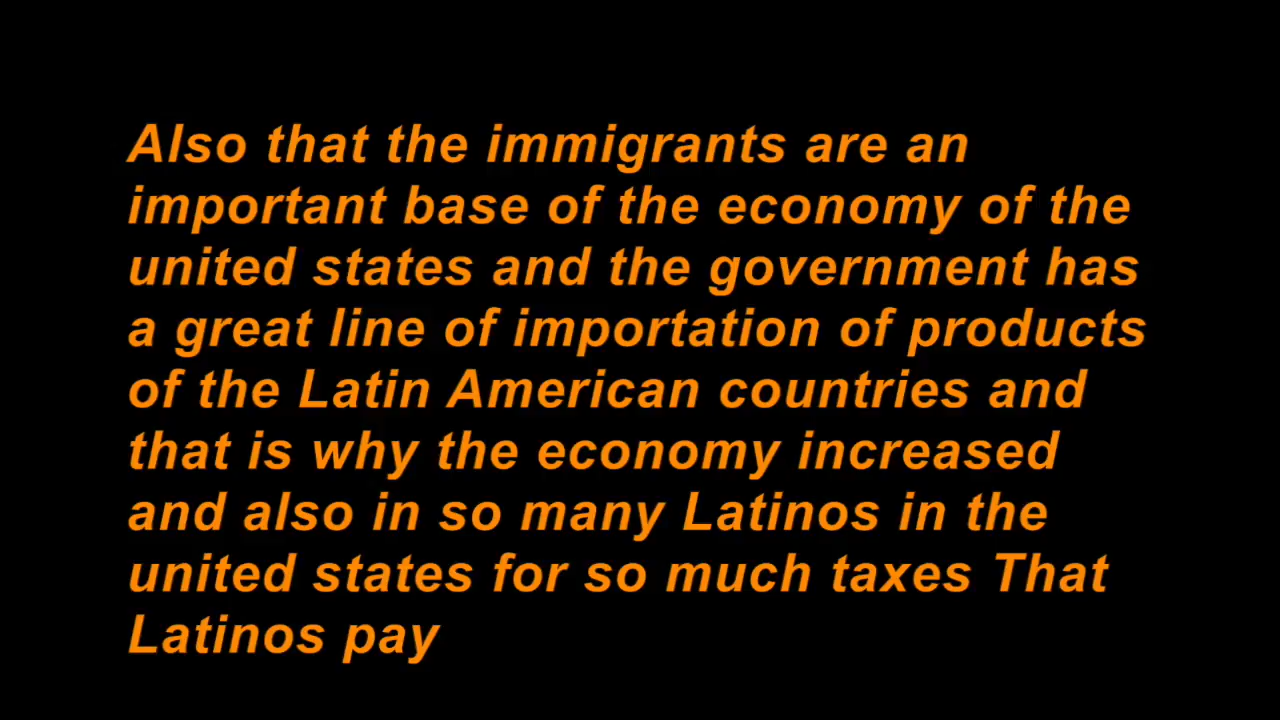 Also that the immigrants are an
important base of the economy of the
united states and the government has
a great line of importation of products
of the Latin American countries and
that is why the economy increased
and also in so many Latinos in the
united states for so much taxes That
Latinos pay